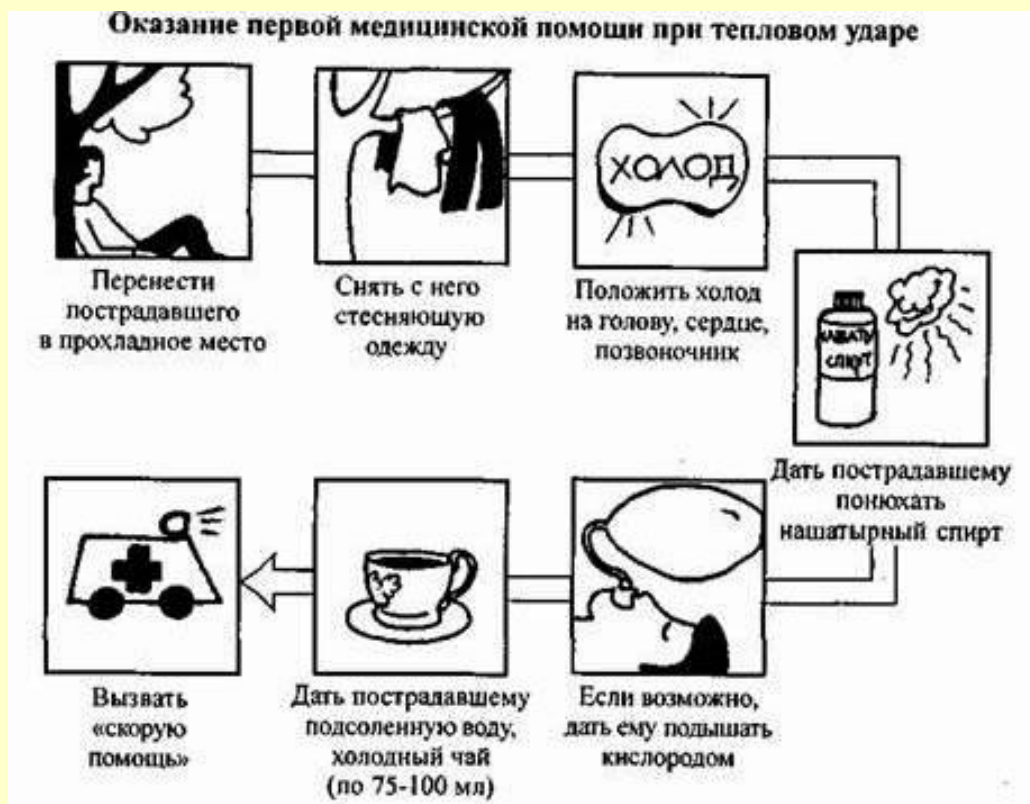 Оказание первой медицинской помощи при тепловом ударе
Перенести
пострадавшего
в прохладное место
Снять с него
стесняющую
одежду
ХОЛОД
Положить холод
на голову, сердце,
позвоночник
СПИРТ
Дать пострадавшему
понюхать
нашатырный спирт
Если возможно,
дать ему подышать
кислородом
Дать пострадавшему
подсоленную воду,
холодный чай
(по 75-100 мл)
Вызвать
«скорую
помощь»